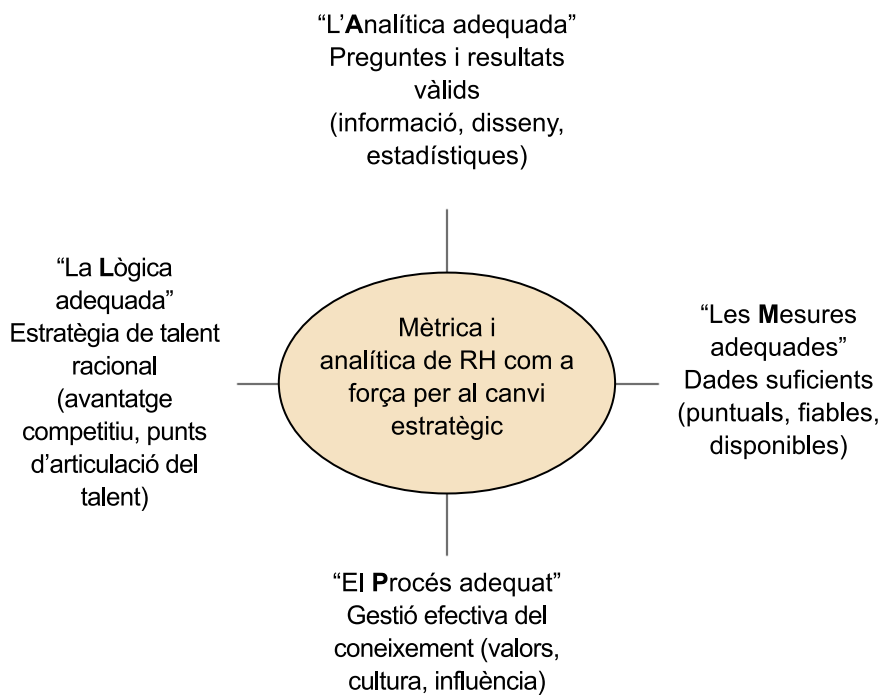 “L’Analítica adequada”
Preguntes i resultats
vàlids
(informació, disseny,
estadístiques)
“La Lògica
adequada”
Estratègia de talent
racional
(avantatge
competitiu, punts
d’articulació del
talent)
Mètrica i
analítica de RH com a
força per al canvi
estratègic
“Les Mesures
adequades”
Dades suficients
(puntuals, fiables,
disponibles)
“El Procés adequat”
Gestió efectiva del
coneixement (valors,
cultura, influència)